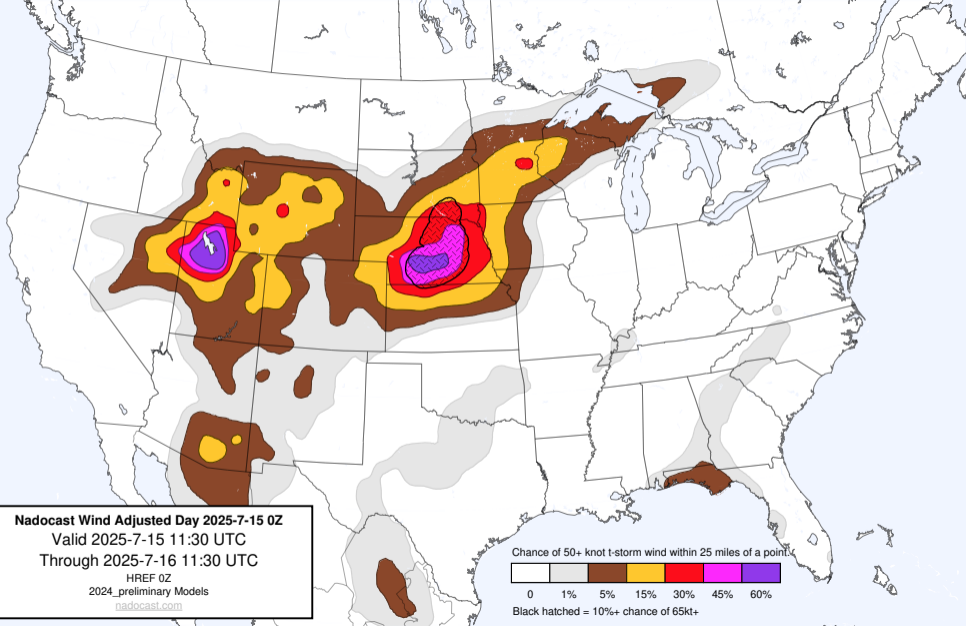 Nadocast Wind Adjusted Day 2025-7-15 0Z
Valid 2025-7-15 11:30 UTC
Through 2025-7-16 11:30 UTC
HREF 0Z
2024_preliminary Models
nadocast.com
Chance of 50+ knot t-storm wind within 25 miles of a point.
0 1% 5% 15% 30% 45% 60%
Black hatched = 10%+ chance of 65kt+